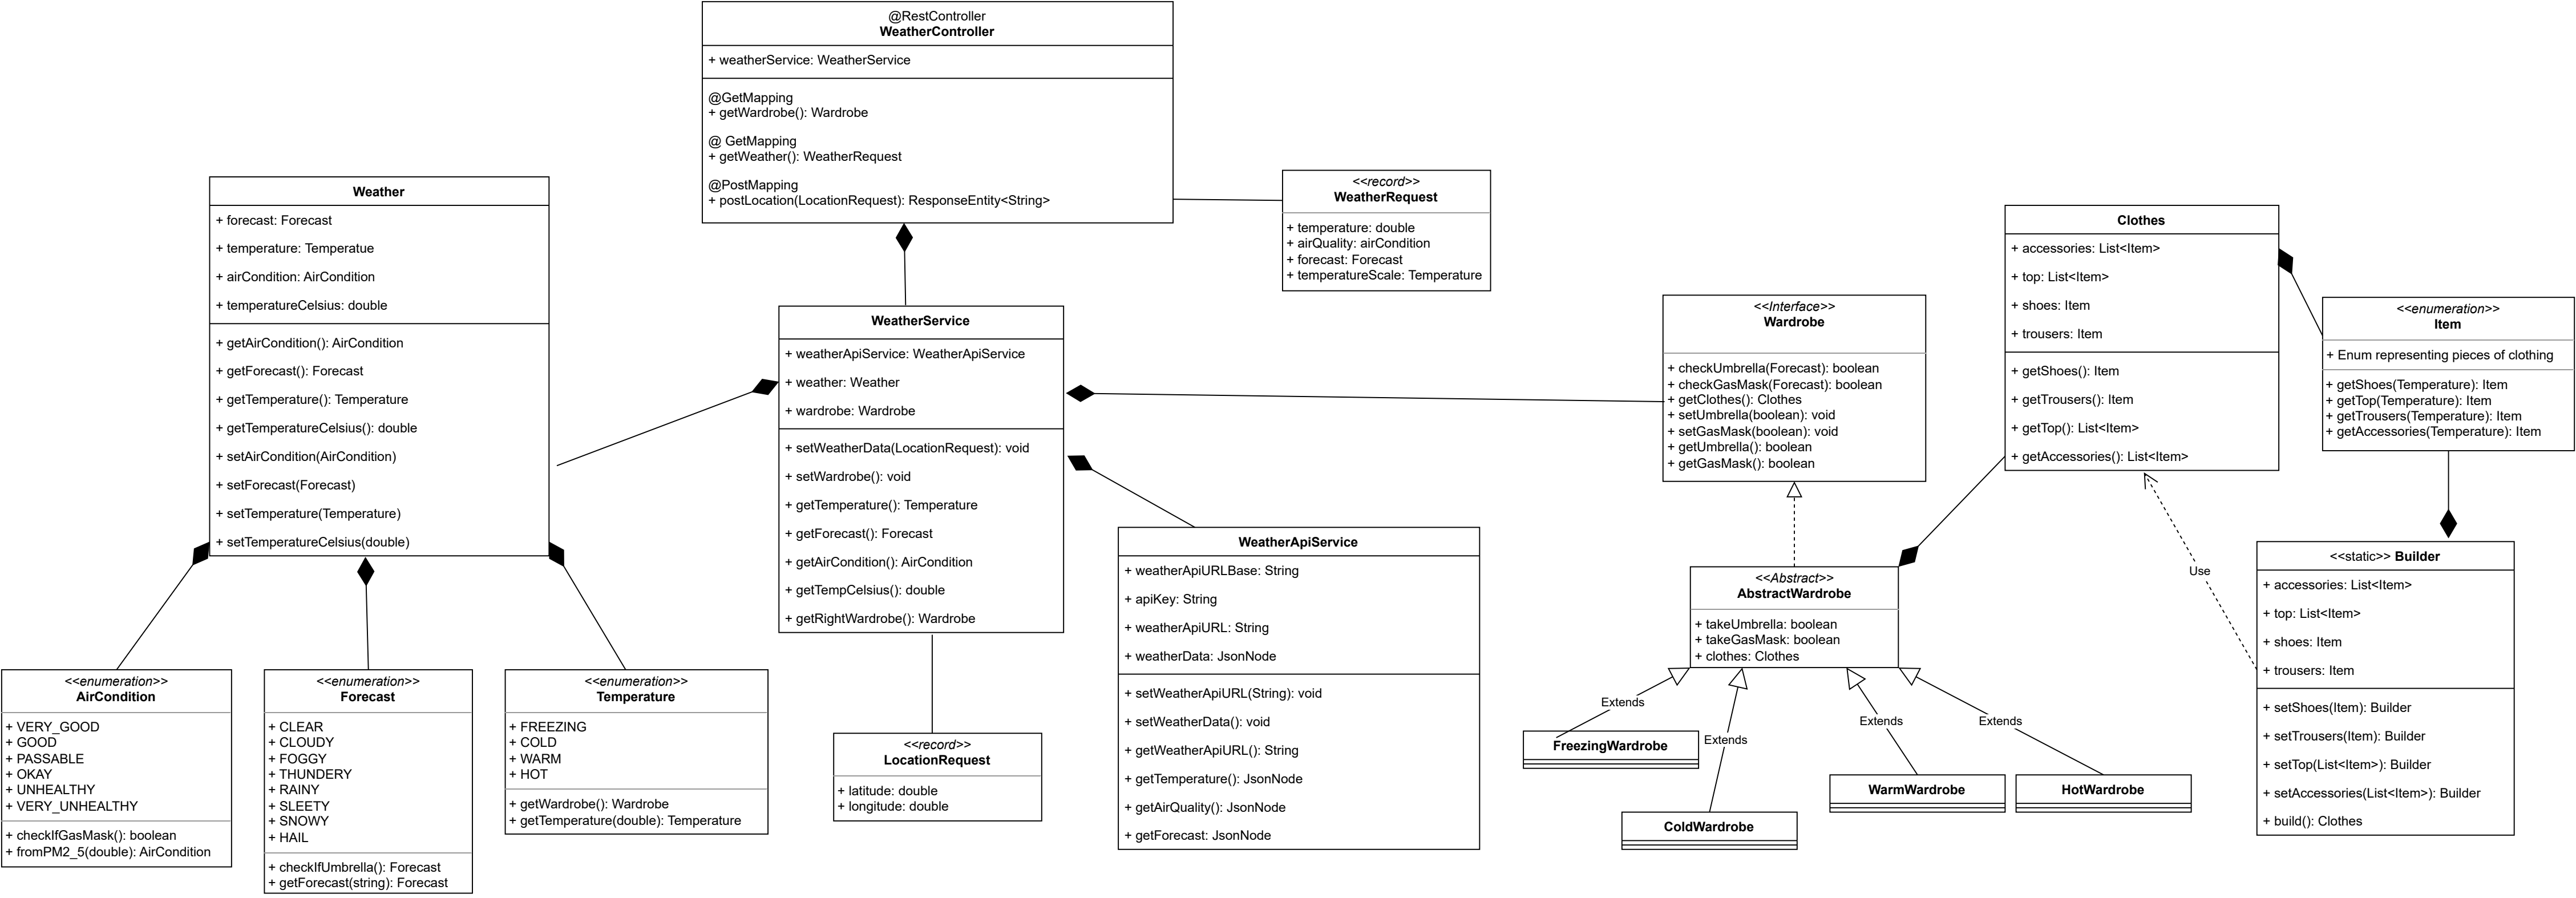 @RestController
WeatherController
+ weatherService: WeatherService
@GetMapping
+ getWardrobe(): Wardrobe
@ GetMapping
+ getWeather(): WeatherRequest
@PostMapping
+ postLocation(LocationRequest): ResponseEntity<String>
<<record>>
WeatherRequest
+ temperature: double
+ airQuality: airCondition
+ forecast: Forecast
+ temperatureScale: Temperature
Weather
+ forecast: Forecast
+ temperature: Temperatue
+ airCondition: AirCondition
+ temperatureCelsius: double
+ getAirCondition(): AirCondition
+ getForecast(): Forecast
+ getTemperature(): Temperature
+ getTemperatureCelsius(): double
+ setAirCondition(AirCondition)
+ setForecast(Forecast)
+ setTemperature(Temperature)
+ setTemperatureCelsius(double)
WeatherService
+ weatherApiService: WeatherApiService
+ weather: Weather
+ wardrobe: Wardrobe
+ setWeatherData(LocationRequest): void
+ setWardrobe(): void
+ getTemperature(): Temperature
+ getForecast(): Forecast
+ getAirCondition(): AirCondition
+ getTempCelsius(): double
+ getRightWardrobe(): Wardrobe
<<Interface>>
Wardrobe
+ checkUmbrella(Forecast): boolean
+ checkGasMask(Forecast): boolean
+ getClothes(): Clothes
+ setUmbrella(boolean): void
+ setGasMask(boolean): void
+ getUmbrella(): boolean
+ getGasMask(): boolean
Clothes
+ accessories: List<Item>
+ top: List<Item>
+ shoes: Item
+ trousers: Item
+ getShoes(): Item
+ getTrousers(): Item
+ getTop(): List<Item>
+ getAccessories(): List<Item>
<<enumeration>>
Item
+ Enum representing pieces of clothing
+ getShoes(Temperature): Item
+ getTop(Temperature): Item
+ getTrousers(Temperature): Item
+ getAccessories(Temperature): Item
WeatherApiService
+ weatherApiURLBase: String
+ apiKey: String
+ weatherApiURL: String
+ weatherData: JsonNode
+ setWeatherApiURL(String): void
+ setWeatherData(): void
+ getWeatherApiURL(): String
+ getTemperature(): JsonNode
+ getAirQuality(): JsonNode
+ getForecast: JsonNode
<<Abstract>>
AbstractWardrobe
+ takeUmbrella: boolean
+ takeGasMask: boolean
+ clothes: Clothes
Use
<<static>> Builder
+ accessories: List<Item>
+ top: List<Item>
+ shoes: Item
+ trousers: Item
+ setShoes(Item): Builder
+ setTrousers(Item): Builder
+ setTop(List<Item>): Builder
+ setAccessories(List<Item>): Builder
+ build(): Clothes
<<enumeration>>
AirCondition
+ VERY_GOOD
+ GOOD
+ PASSABLE
+ OKAY
+ UNHEALTHY
+ VERY_UNHEALTHY
+ checkIfGasMask(): boolean
+ fromPM2_5(double): AirCondition
<<enumeration>>
Forecast
+ CLEAR
+ CLOUDY
+ FOGGY
+ THUNDERY
+ RAINY
+ SLEETY
+ SNOWY
+ HAIL
+ checkIfUmbrella(): Forecast
+ getForecast(string): Forecast
<<enumeration>>
Temperature
+ FREEZING
+ COLD
+ WARM
+ HOT
+ getWardrobe(): Wardrobe
+ getTemperature(double): Temperature
<<record>>
LocationRequest
+ latitude: double
+ longitude: double
Extends
Extends
Extends
Extends
FreezingWardrobe
ColdWardrobe
WarmWardrobe
HotWardrobe